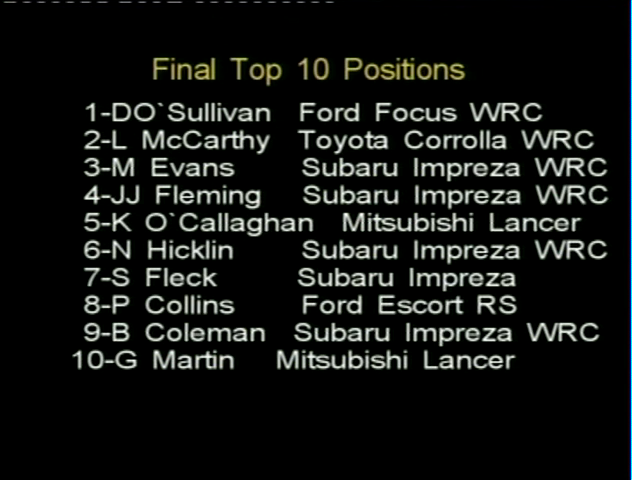 Final Top 10 Positions
1-DO`Sullivan Ford Focus WRC
2-L McCarthy Toyota Corrolla WRC
3-M Evans Subaru Impreza WRC
4-JJ Fleming Subaru Impreza WRC
5-K O`Callaghan Mitsubishi Lancer
6-N Hicklin Subaru Impreza WRC
7-S Fleck Subaru Impreza
8-P Collins Ford Escort RS
9-B Coleman Subaru Impreza WRC
10-G Martin Mitsubishi Lancer